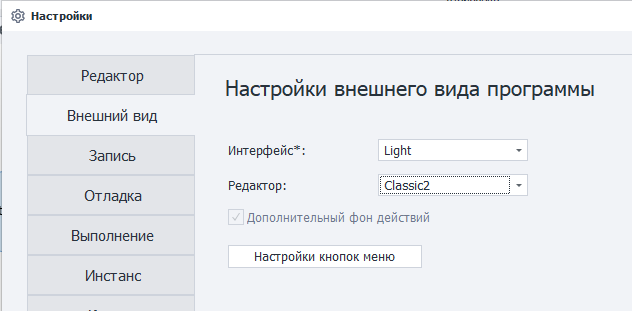 Настройки
Редактор
Внешний вид
Запись
Отладка
Выполнение
Инстанс
Настройки внешнего вида программы
Интерфейс*:
Light
Редактор:
Classic2
Дополнительный фон действий
Настройки кнопок меню